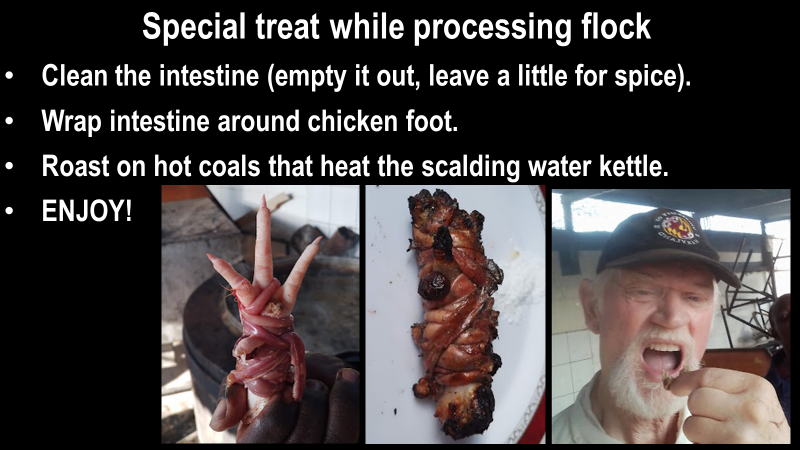 Special treat while processing flock
• Clean the intestine (empty it out, leave a little for spice).
• Wrap intestine around chicken foot.
• Roast on hot coals that heat the scalding water kettle.
• ENJOY!